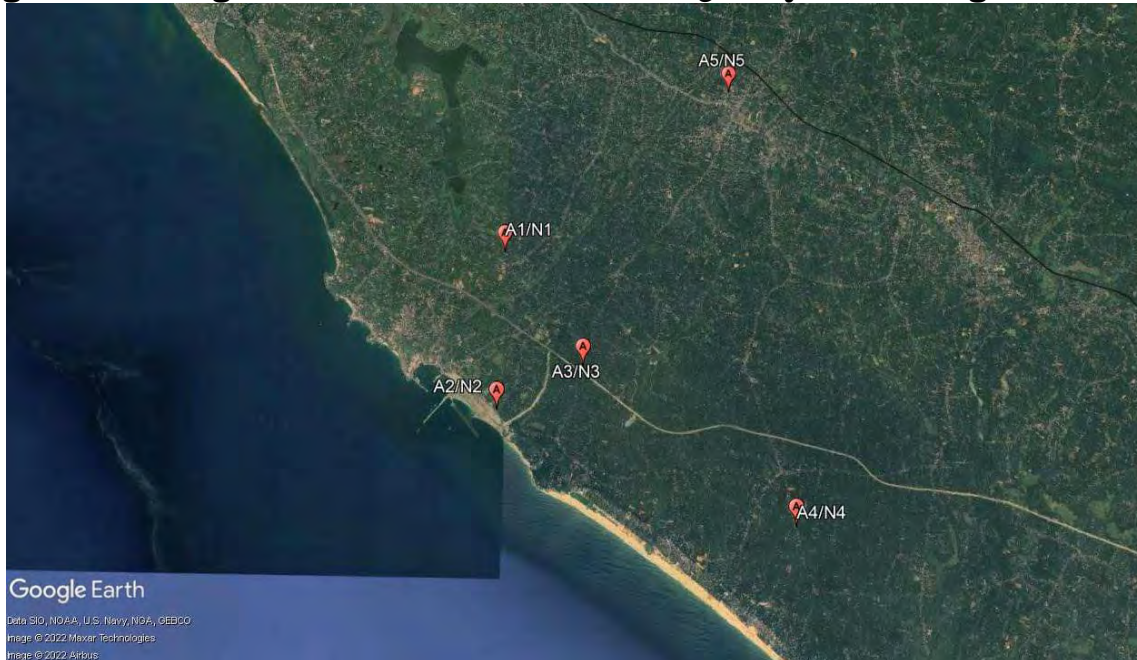 A5/N5
A1/N1
A3/N3
A2/N2
A4/N4
Google Earth
Data SIO, NOAA, U.S. Navy, NGA, GEBCO
Image © 2022 Maxar Technologies
Image © 2022 Airbus